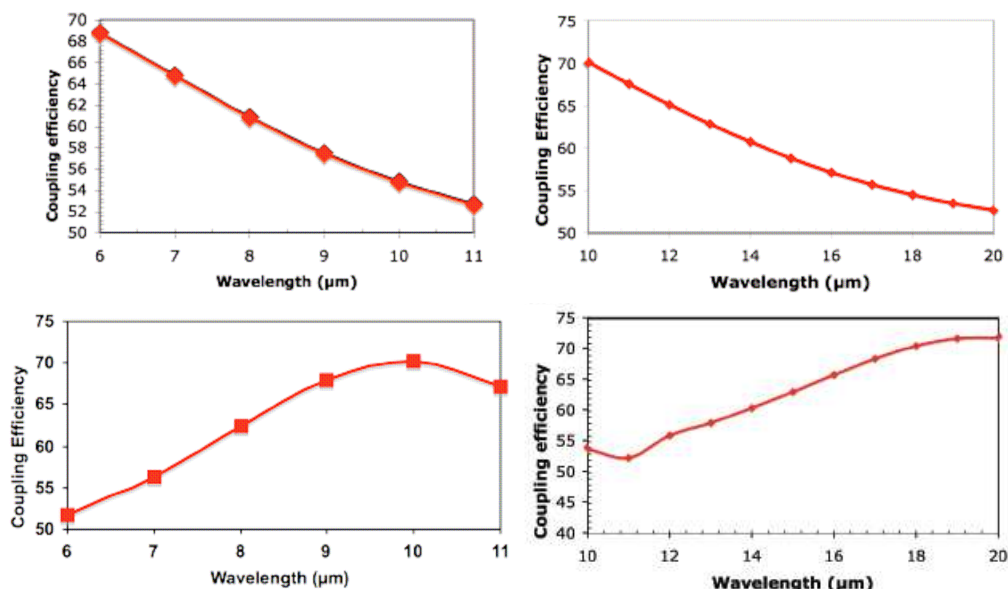 70
68
66
64
62
60
58
56
54
52
50
Coupling efficiency
6 7 8 9 10 11
Wavelength (μm)
75
70
65
60
55
50
Coupling Efficiency
10 12 14 16 18 20
Wavelength (μm)
75
70
65
60
55
50
Coupling Efficiency
6 7 8 9 10 11
Wavelength (μm)
75
70
65
60
55
50
45
40
Coupling efficiency
10 12 14 16 18 20
Wavelength (μm)